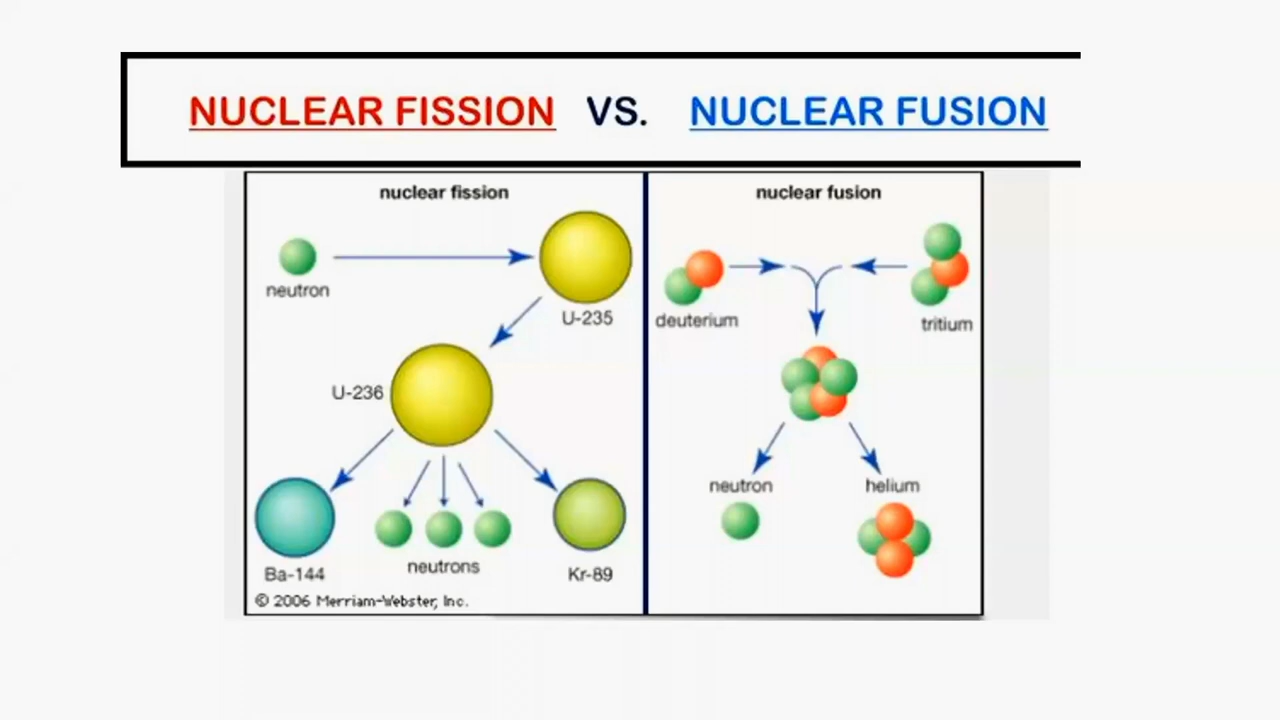 NUCLEAR FISSION VS. NUCLEAR FUSION
nuclear fission
neutron
U-235
U-236
Ba-144
neutrons
Kr-89
© 2006 Merriam-Webster, Inc.
nuclear fusion
deuterium
tritium
neutron
helium